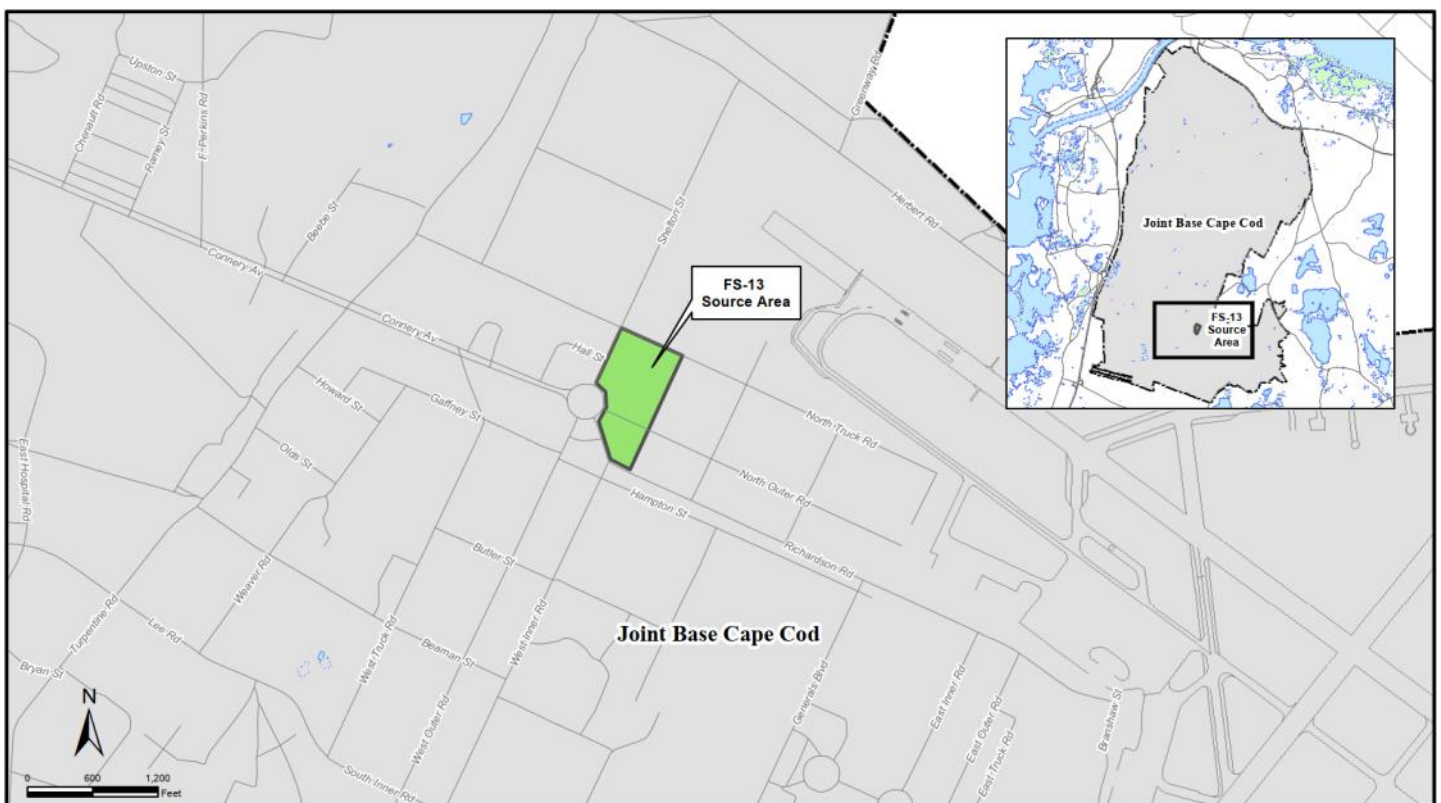 Upston St
Chenault Rd
Ramey St
E-Perkins Rd
Greenway Rd
Beebe St
Shelton St
Herbert Rd
Connery Av
Connery Av
FS-13
Source Area
Hall St
Howard St
Gaffney St
Olds St
North Truck Rd
North Outer Rd
East Hospital Rd
Hampton St
Richardson Rd
Butler St
Weaver Rd
Turpentine Rd
Lee Rd
Bryan St
West Truck Rd
Beaman St
West Inner Rd
West Outer Rd
South Inner Rd
Joint Base Cape Cod
Generals Blvd
East Inner Rd
East Outer Rd
East Truck Rd
Branshaw St
N
0 600 1,200
Feet
Joint Base Cape Cod
FS-13
Source
Area